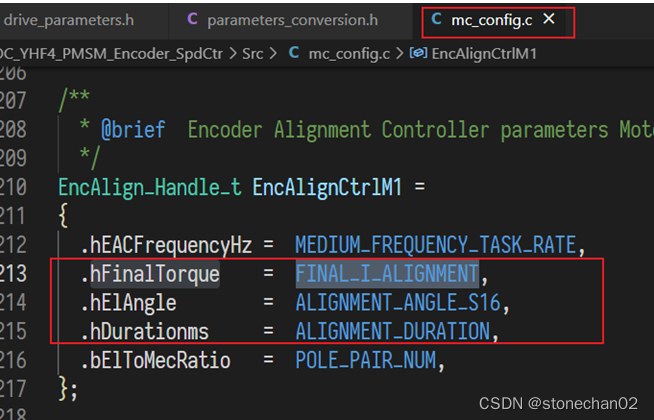 drive_parameters.h C parameters_conversion.h C mc_config.c ×
OC_YHF4_PMSM_Encoder_SpdCtr > Src > C mc_config.c > EncAlignCtrlM1
206
207 /**
208 * @brief Encoder Alignment Controller parameters Moto
209 */
210 EncAlign_Handle_t EncAlignCtrlM1 =
211 {
212 .hEACFrequencyHz = MEDIUM_FREQUENCY_TASK_RATE,
213 .hFinalTorque = FINAL_I_ALIGNMENT,
214 .hElAngle = ALIGNMENT_ANGLE_S16,
215 .hDurationms = ALIGNMENT_DURATION,
216 .bElToMecRatio = POLE_PAIR_NUM,
217 };
218
CSDN @stonechan02